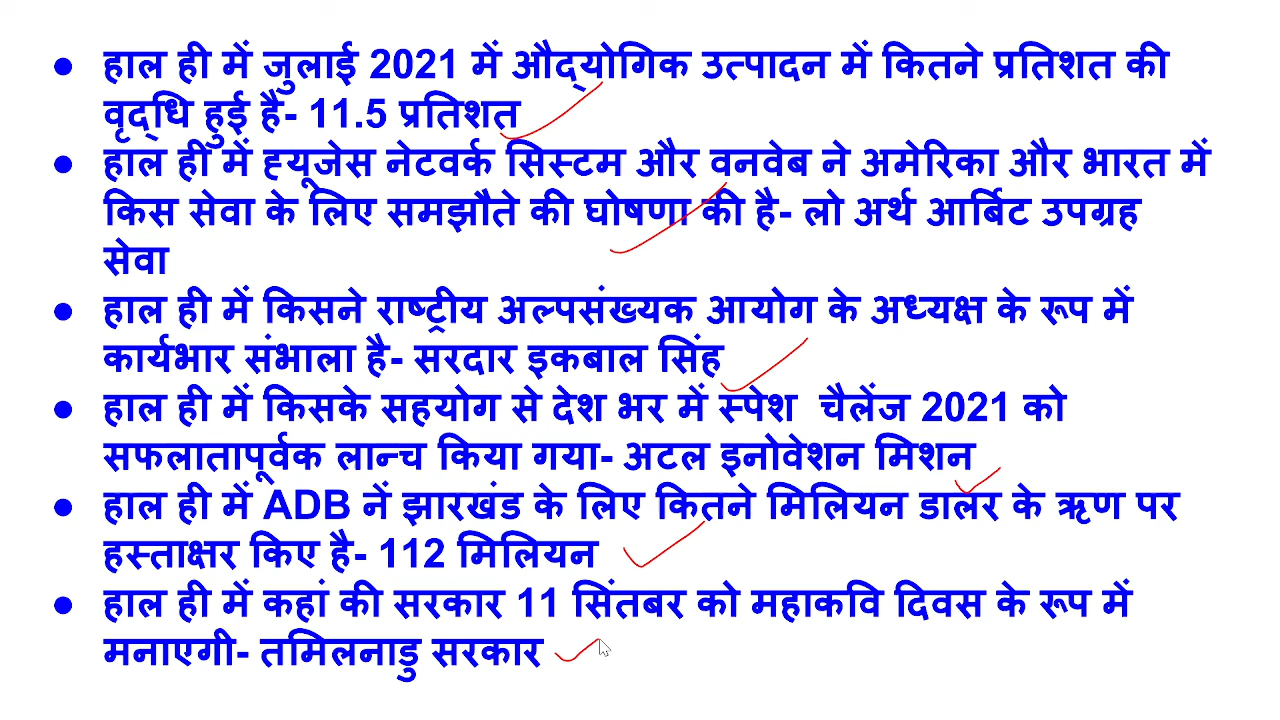 ● हाल ही में जुलाई 2021 में औद्योगिक उत्पादन में कितने प्रतिशत की
वृद्धि हुई है- 11.5 प्रतिशत
● हाल ही में ह्यूजेस नेटवर्क सिस्टम और वनवेब ने अमेरिका और भारत में
किस सेवा के लिए समझौते की घोषणा की है- लो अर्थ आर्बिट उपग्रह
सेवा
● हाल ही में किसने राष्ट्रीय अल्पसंख्यक आयोग के अध्यक्ष के रूप में
कार्यभार संभाला है- सरदार इकबाल सिंह
● हाल ही में किसके सहयोग से देश भर में स्पेश चैलेंज 2021 को
सफलातापूर्वक लान्च किया गया- अटल इनोवेशन मिशन
● हाल ही में ADB नें झारखंड के लिए कितने मिलियन डालर के ऋण पर
हस्ताक्षर किए है- 112 मिलियन
● हाल ही में कहां की सरकार 11 सिंतबर को महाकवि दिवस के रूप में
मनाएगी- तमिलनाडु सरकार